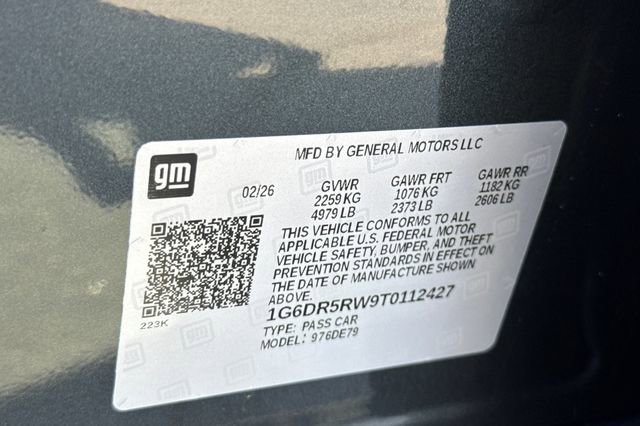 MFD BY GENERAL MOTORS LLC
gm
02/26
GVWR GAWR FRT GAWR RR
2259 KG 1076 KG 1182 KG
4979 LB 2373 LB 2606 LB
THIS VEHICLE CONFORMS TO ALL
APPLICABLE U.S. FEDERAL MOTOR
VEHICLE SAFETY, BUMPER, AND THEFT
PREVENTION STANDARDS IN EFFECT ON
THE DATE OF MANUFACTURE SHOWN
ABOVE.
223K
1G6DR5RW9T0112427
TYPE: PASS CAR
MODEL: 976DE79